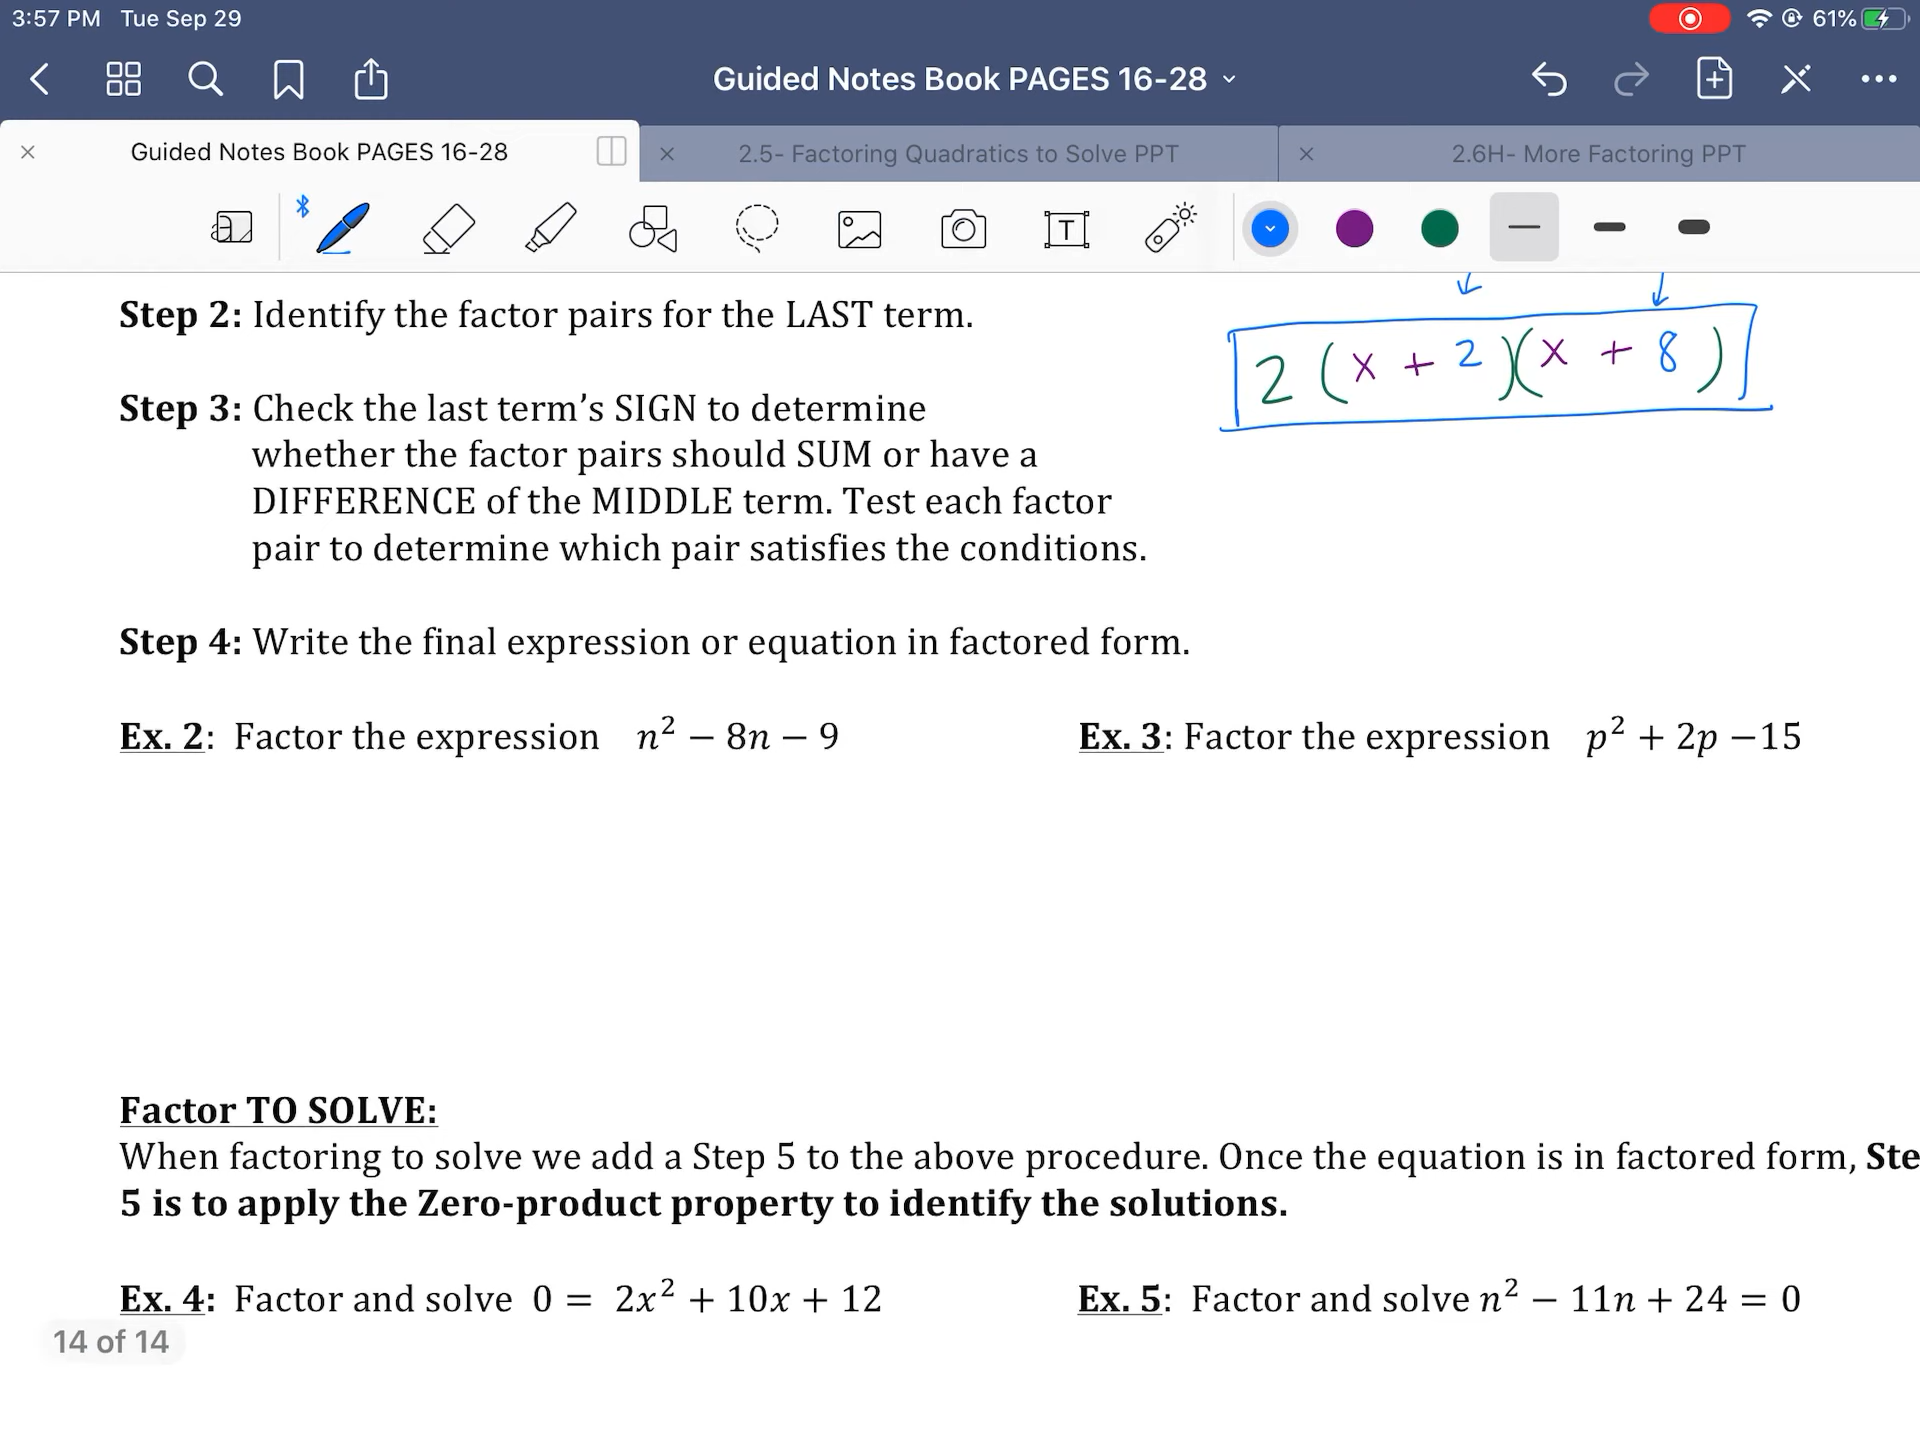 3:57 PM Tue Sep 29
61%
Guided Notes Book PAGES 16-28
Guided Notes Book PAGES 16-28
2.5- Factoring Quadratics to Solve PPT
2.6H- More Factoring PPT
T
Step 2: Identify the factor pairs for the LAST term.
2(x + 2)(x + 8)
Step 3: Check the last term’s SIGN to determine
whether the factor pairs should SUM or have a
DIFFERENCE of the MIDDLE term. Test each factor
pair to determine which pair satisfies the conditions.
Step 4: Write the final expression or equation in factored form.
Ex. 2: Factor the expression n² − 8n − 9
Ex. 3: Factor the expression p² + 2p −15
Factor TO SOLVE:
When factoring to solve we add a Step 5 to the above procedure. Once the equation is in factored form, Ste
5 is to apply the Zero-product property to identify the solutions.
Ex. 4: Factor and solve 0 = 2x² + 10x + 12
Ex. 5: Factor and solve n² − 11n + 24 = 0
14 of 14